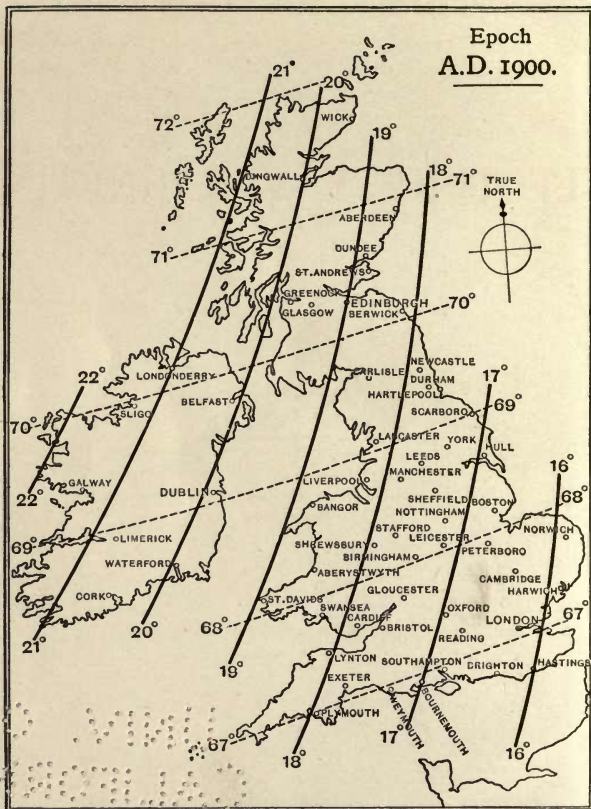 Epoch
A.D. 1900.
21°
20°
72°
WICK
19°
18°
TRUE
NORTH
71°
DINGWALL
ABERDEEN
71°
DUNDEE
ST. ANDREWS
GREENOCK
EDINBURGH
70°
GLASGOW
BERWICK
22°
LONDONDERRY
CARLISLE
NEWCASTLE
DURHAM
17°
HARTLEPOOL
BELFAST
SLIGO
SCARBORO
69°
70°
LANCASTER
YORK
HULL
LEEDS
16°
GALWAY
LIVERPOOL
MANCHESTER
68°
22°
DUBLIN
SHEFFIELD
BOSTON
BANGOR
NOTTINGHAM
STAFFORD
NORWICH
69°
LIMERICK
SHREWSBURY
LEICESTER
PETERBORO
BIRMINGHAM
WATERFORD
ABERYSTWYTH
CAMBRIDGE
CORK
GLOUCESTER
HARWICH
ST. DAVIDS
SWANSEA
OXFORD
67°
21°
20°
68°
CARDIFF
BRISTOL
LONDON
READING
LYNTON
SOUTHAMPTON
BRIGHTON
HASTINGS
19°
EXETER
PLYMOUTH
WEYMOUTH
BOURNEMOUTH
67°
18°
17°
16°